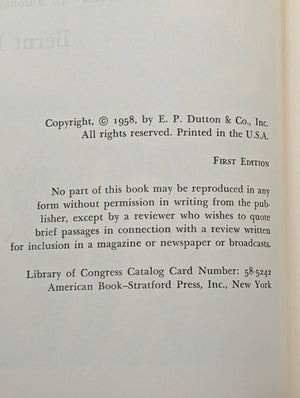 Copyright, © 1958, by E. P. Dutton & Co., Inc.
All rights reserved. Printed in the U.S.A.
First Edition
No part of this book may be reproduced in any
form without permission in writing from the pub-
lisher, except by a reviewer who wishes to quote
brief passages in connection with a review written
for inclusion in a magazine or newspaper or broadcasts.
Library of Congress Catalog Card Number: 58-5242
American Book–Stratford Press, Inc., New York